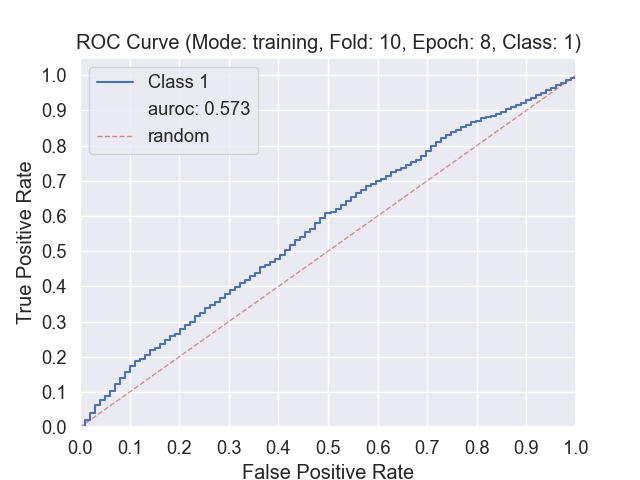 ROC Curve (Mode: training, Fold: 10, Epoch: 8, Class: 1)
Class 1
auroc: 0.573
random
True Positive Rate
1.0
0.9
0.8
0.7
0.6
0.5
0.4
0.3
0.2
0.1
0.0
0.0 0.1 0.2 0.3 0.4 0.5 0.6 0.7 0.8 0.9 1.0
False Positive Rate